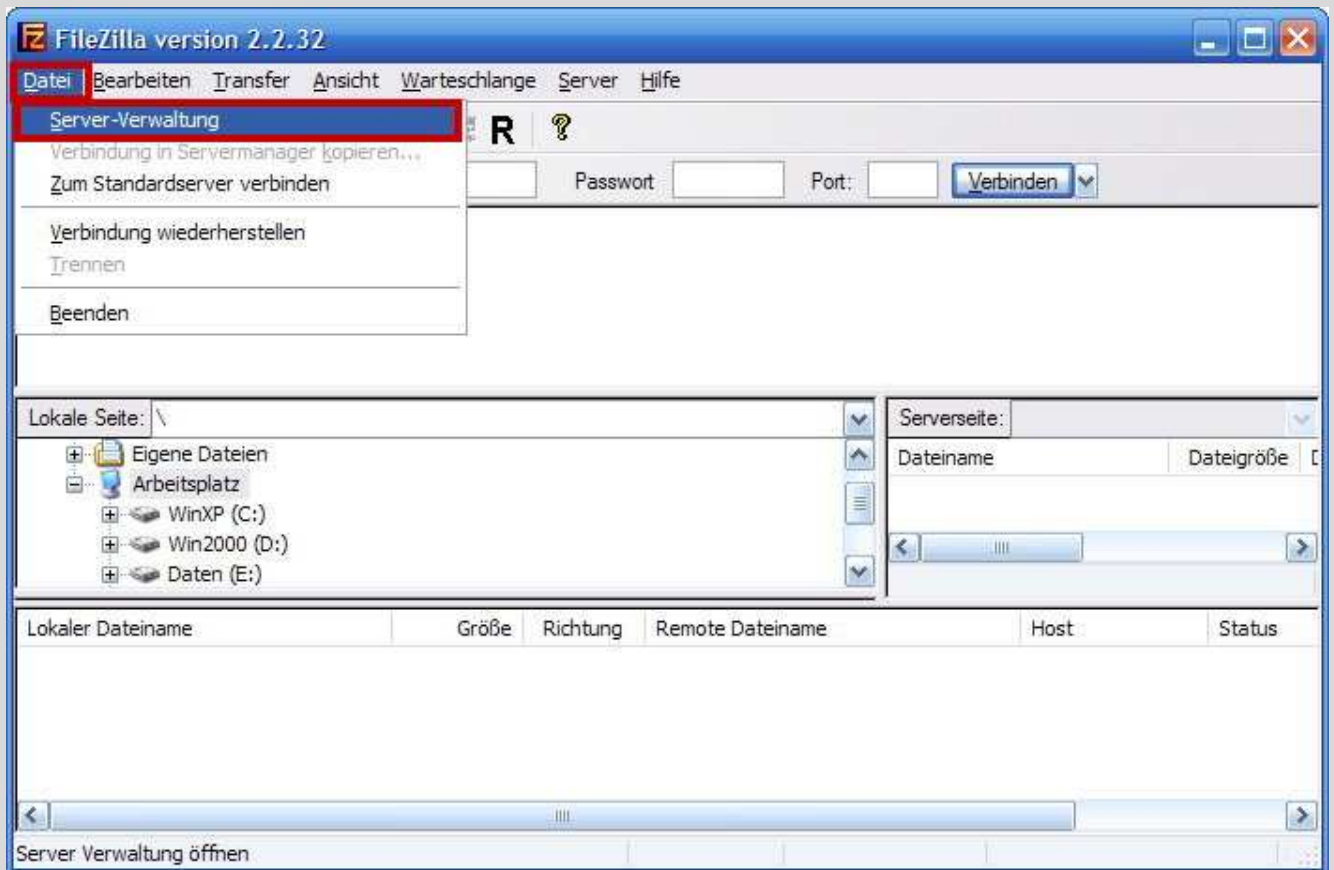 FileZilla version 2.2.32
Datei Bearbeiten Transfer Ansicht Warteschlange Server Hilfe
Server-Verwaltung
R ?
Verbindung in Servermanager kopieren...
Zum Standardserver verbinden
Passwort Port: Verbinden
Verbindung wiederherstellen
Trennen
Beenden
Lokale Seite: \
Serverseite:
Eigene Dateien
Arbeitsplatz
WinXP (C:)
Win2000 (D:)
Daten (E:)
Dateiname Dateigröße
Lokaler Dateiname Größe Richtung Remote Dateiname Host Status
Server Verwaltung öffnen